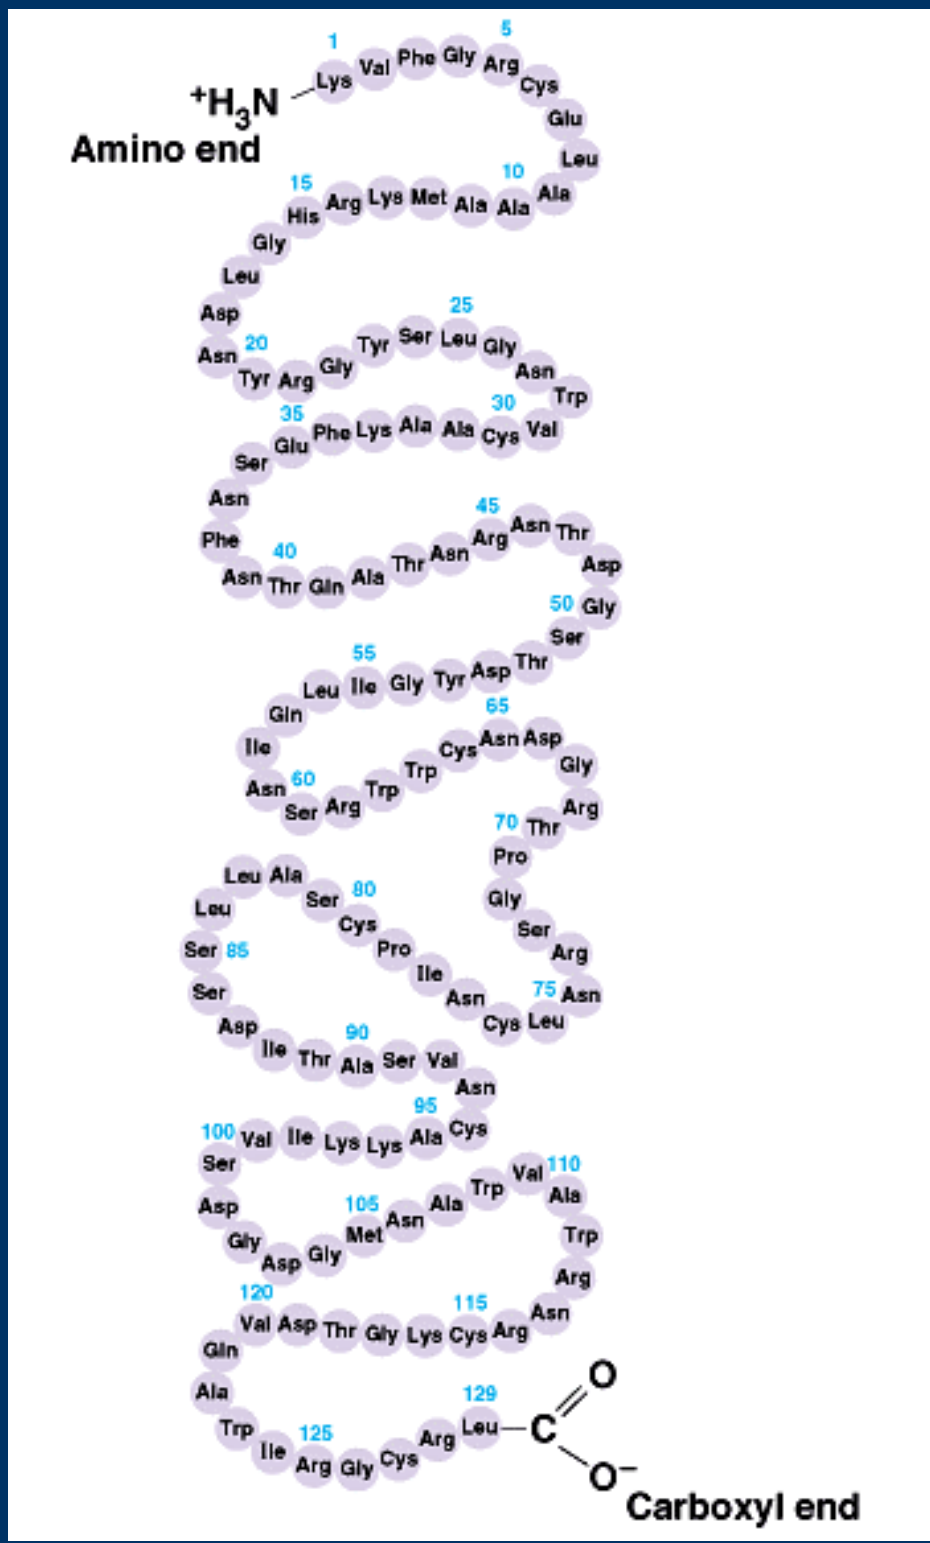 +H3N
Amino end
1 Lys Val Phe Gly 5 Arg Cys Glu Leu
Ala 10 Ala Ala Met Lys Arg 15 His Gly Leu Asp Asn
20 Tyr Arg Gly Tyr Ser 25 Leu Gly Asn Trp
Val 30 Cys Ala Ala Lys Phe 35 Glu Ser Asn Phe Asn
40 Thr Gln Ala Thr Asn 45 Arg Asn Thr Asp Gly
50 Ser Thr Asp Tyr Gly 55 Ile Leu Gln Ile Asn
60 Ser Arg Trp Trp Cys 65 Asn Asp Gly Arg Thr
70 Pro Gly Ser Arg Asn
75 Leu Cys Asn Ile Pro 80 Cys Ser Ala Leu Leu
85 Ser Ser Asp Ile Thr 90 Ala Ser Val Asn
Cys 95 Ala Lys Lys Ile Val 100 Ser Asp Gly
Asp Gly 105 Met Asn Ala Trp Val 110 Ala Trp Arg Asn
Arg 115 Cys Lys Gly Thr Asp 120 Val Gln Ala Trp
Ile 125 Arg Gly Cys Arg 129 Leu C
O
O−
Carboxyl end